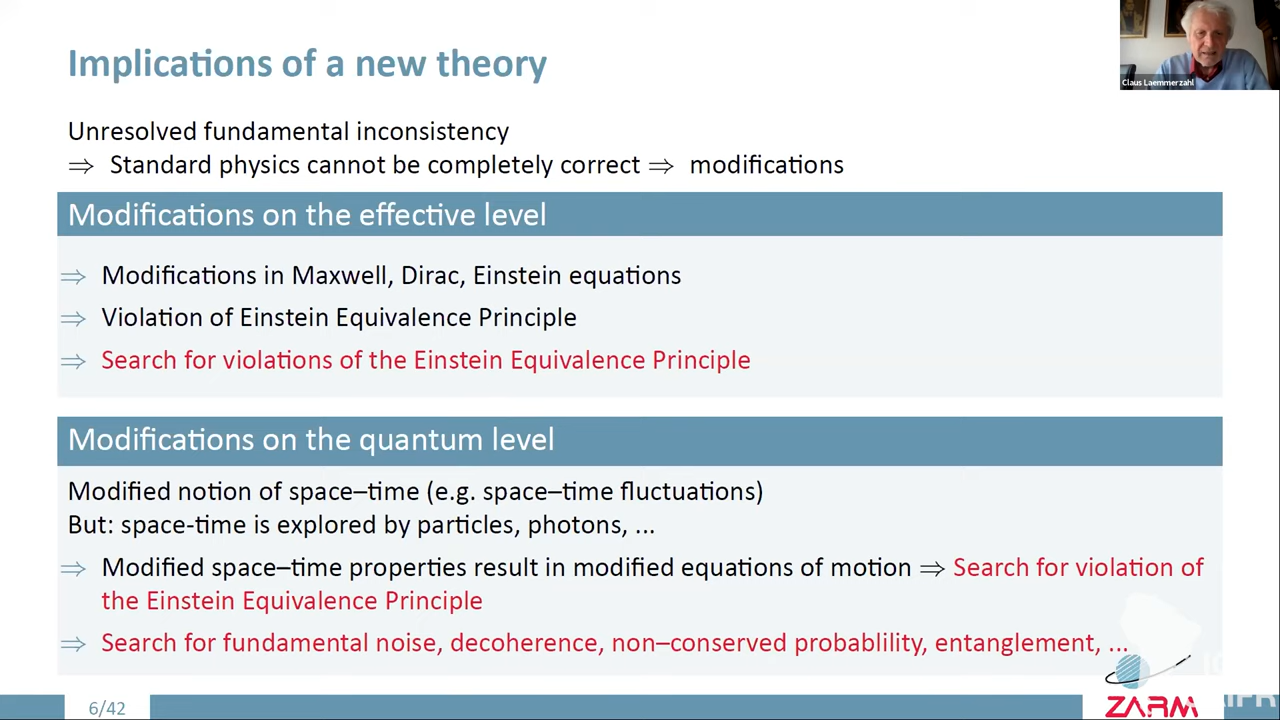 Implications of a new theory
Claus Laemmerzahl
Unresolved fundamental inconsistency
⇒ Standard physics cannot be completely correct ⇒ modifications
Modifications on the effective level
⇒ Modifications in Maxwell, Dirac, Einstein equations
⇒ Violation of Einstein Equivalence Principle
⇒ Search for violations of the Einstein Equivalence Principle
Modifications on the quantum level
Modified notion of space–time (e.g. space–time fluctuations)
But: space-time is explored by particles, photons, ...
⇒ Modified space–time properties result in modified equations of motion ⇒ Search for violation of
the Einstein Equivalence Principle
⇒ Search for fundamental noise, decoherence, non–conserved probablility, entanglement, ...
6/42
ZARM